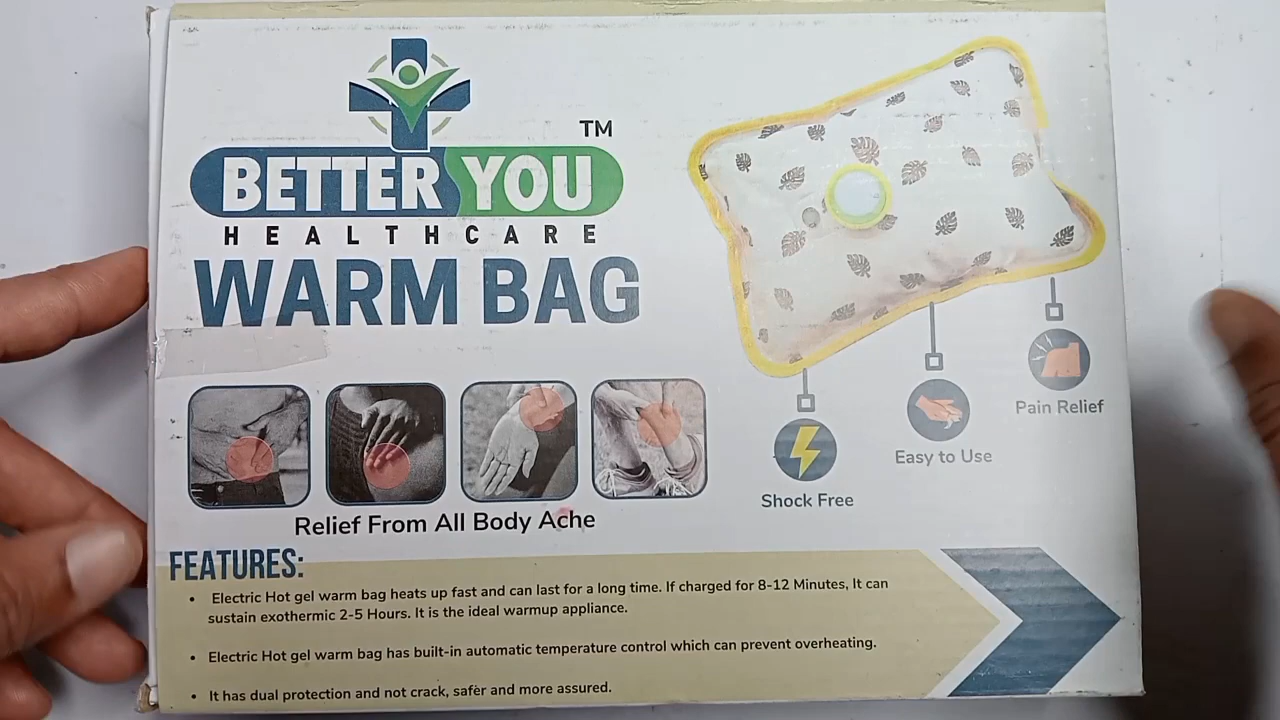 TM
BETTER YOU
HEALTHCARE
WARM BAG
Pain Relief
Easy to Use
Shock Free
Relief From All Body Ache
FEATURES:
• Electric Hot gel warm bag heats up fast and can last for a long time. If charged for 8-12 Minutes, It can
sustain exothermic 2-5 Hours. It is the ideal warmup appliance.
• Electric Hot gel warm bag has built-in automatic temperature control which can prevent overheating.
• It has dual protection and not crack, safer and more assured.